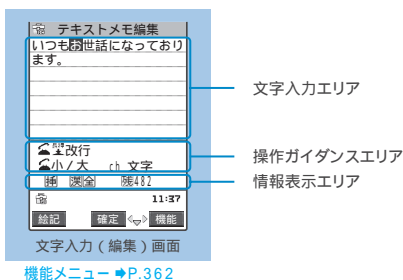 テキストメモ編集
いつもお世話になっており
ます。
文字入力エリア
改行
小/大 ch 文字
操作ガイダンスエリア
挿 漢全 残482
情報表示エリア
11:37
絵記 確定 機能
文字入力(編集)画面
機能メニュー➡P.362